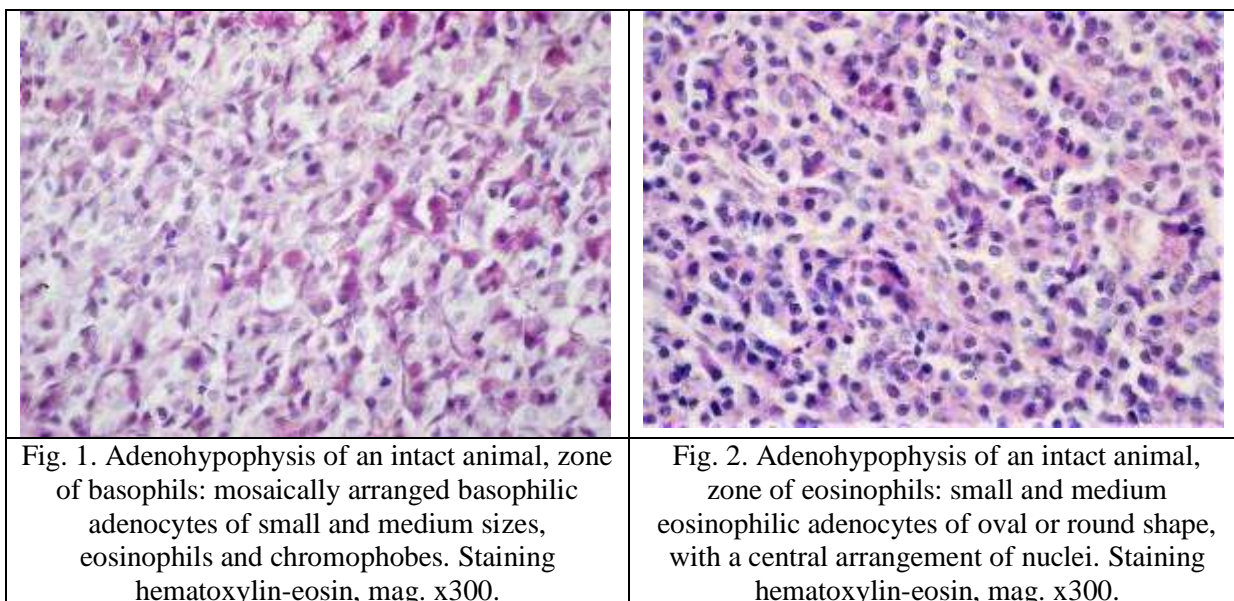 Fig. 1. Adenohypophysis of an intact animal, zone
of basophils: mosaically arranged basophilic
adenocytes of small and medium sizes,
eosinophils and chromophobes. Staining
hematoxylin-eosin, mag. x300.
Fig. 2. Adenohypophysis of an intact animal,
zone of eosinophils: small and medium
eosinophilic adenocytes of oval or round shape,
with a central arrangement of nuclei. Staining
hematoxylin-eosin, mag. x300.